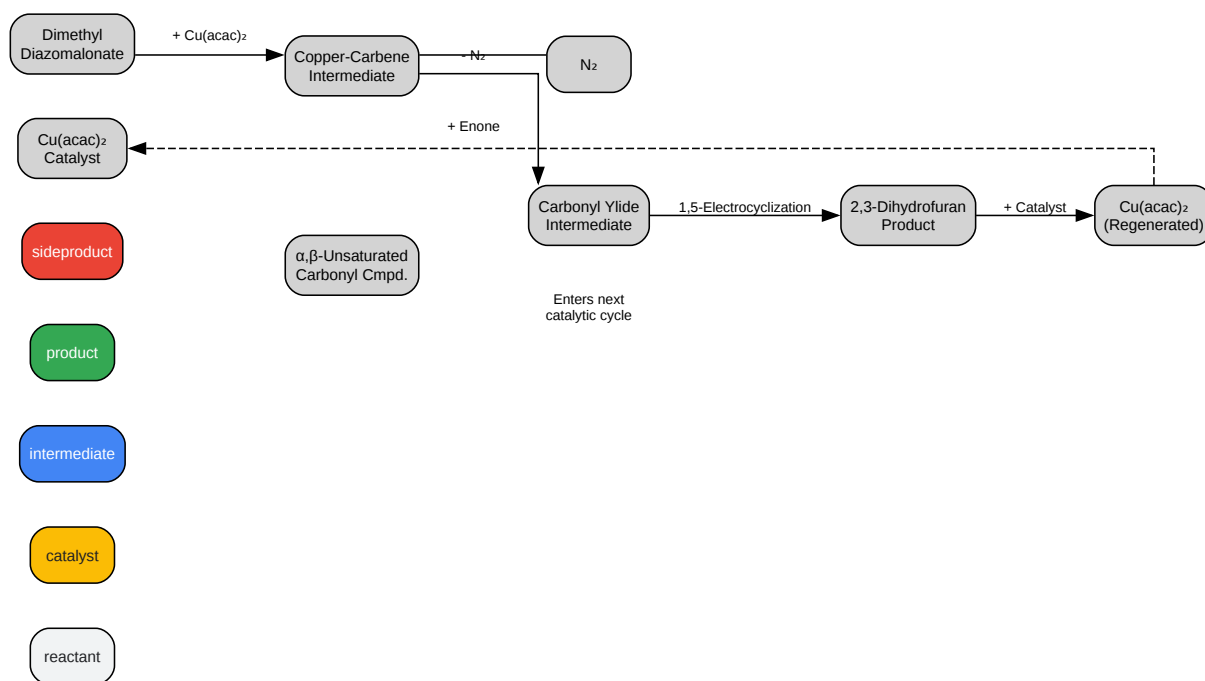 Dimethyl
Diazomalonate
+ Cu(acac)₂
Copper-Carbene
Intermediate
- N₂
N₂
Cu(acac)₂
Catalyst
+ Enone
Carbonyl Ylide
Intermediate
1,5-Electrocyclization
2,3-Dihydrofuran
Product
+ Catalyst
Cu(acac)₂
(Regenerated)
sideproduct
α,β-Unsaturated
Carbonyl Cmpd.
Enters next
catalytic cycle
product
intermediate
catalyst
reactant